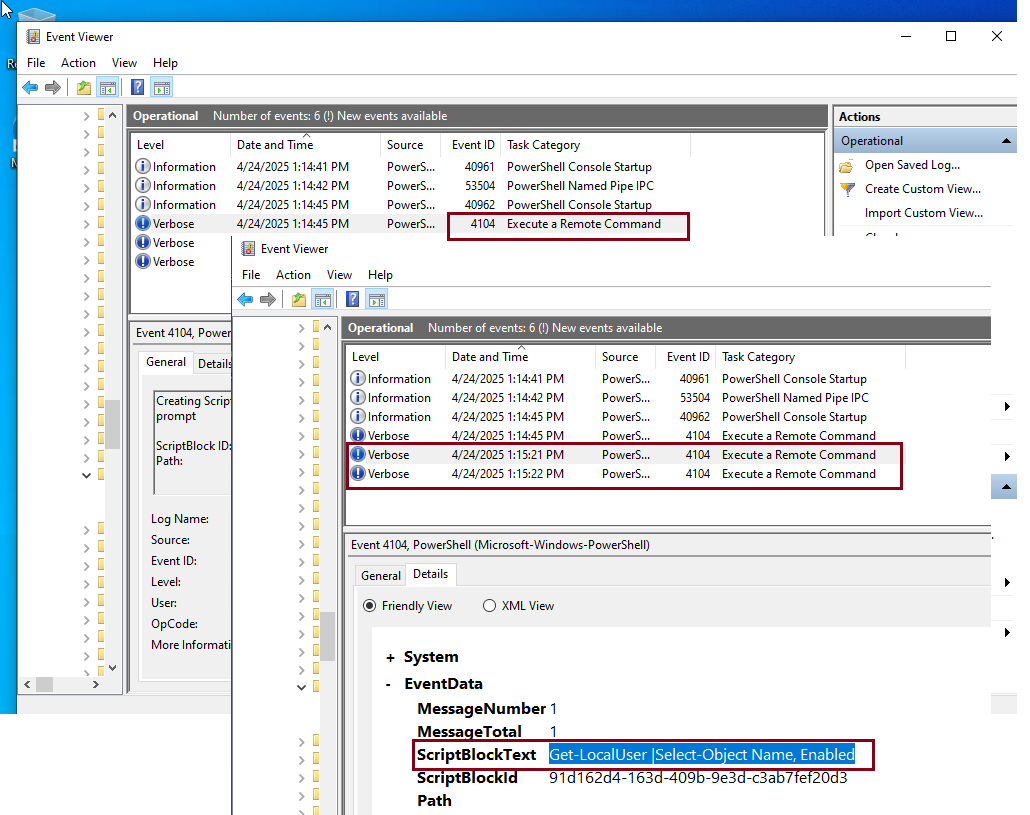 Event Viewer
File Action View Help
Operational Number of events: 6 (!) New events available
Level Date and Time Source Event ID Task Category
Information 4/24/2025 1:14:41 PM PowerS... 40961 PowerShell Console Startup
Information 4/24/2025 1:14:42 PM PowerS... 53504 PowerShell Named Pipe IPC
Information 4/24/2025 1:14:45 PM PowerS... 40962 PowerShell Console Startup
Verbose 4/24/2025 1:14:45 PM PowerS... 4104 Execute a Remote Command
Verbose
Verbose
Actions
Operational
Open Saved Log...
Create Custom View...
Import Custom View...
Event 4104, Power
General Details
Creating Script
prompt
ScriptBlock ID:
Path:
Log Name:
Source:
Event ID:
Level:
User:
OpCode:
More Informati
Event Viewer
File Action View Help
Operational Number of events: 6 (!) New events available
Level Date and Time Source Event ID Task Category
Information 4/24/2025 1:14:41 PM PowerS... 40961 PowerShell Console Startup
Information 4/24/2025 1:14:42 PM PowerS... 53504 PowerShell Named Pipe IPC
Information 4/24/2025 1:14:45 PM PowerS... 40962 PowerShell Console Startup
Verbose 4/24/2025 1:14:45 PM PowerS... 4104 Execute a Remote Command
Verbose 4/24/2025 1:15:21 PM PowerS... 4104 Execute a Remote Command
Verbose 4/24/2025 1:15:22 PM PowerS... 4104 Execute a Remote Command
Event 4104, PowerShell (Microsoft-Windows-PowerShell)
General Details
Friendly View XML View
+ System
- EventData
MessageNumber 1
MessageTotal 1
ScriptBlockText Get-LocalUser |Select-Object Name, Enabled
ScriptBlockId 91d162d4-163d-409b-9e3d-c3ab7fef20d3
Path